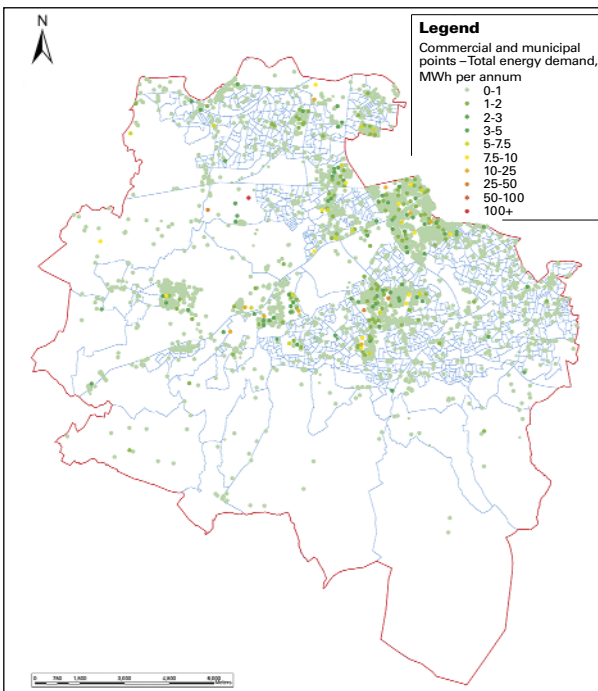 N
Legend
Commercial and municipal
points – Total energy demand,
MWh per annum
0-1
1-2
2-3
3-5
5-7.5
7.5-10
10-25
25-50
50-100
100+